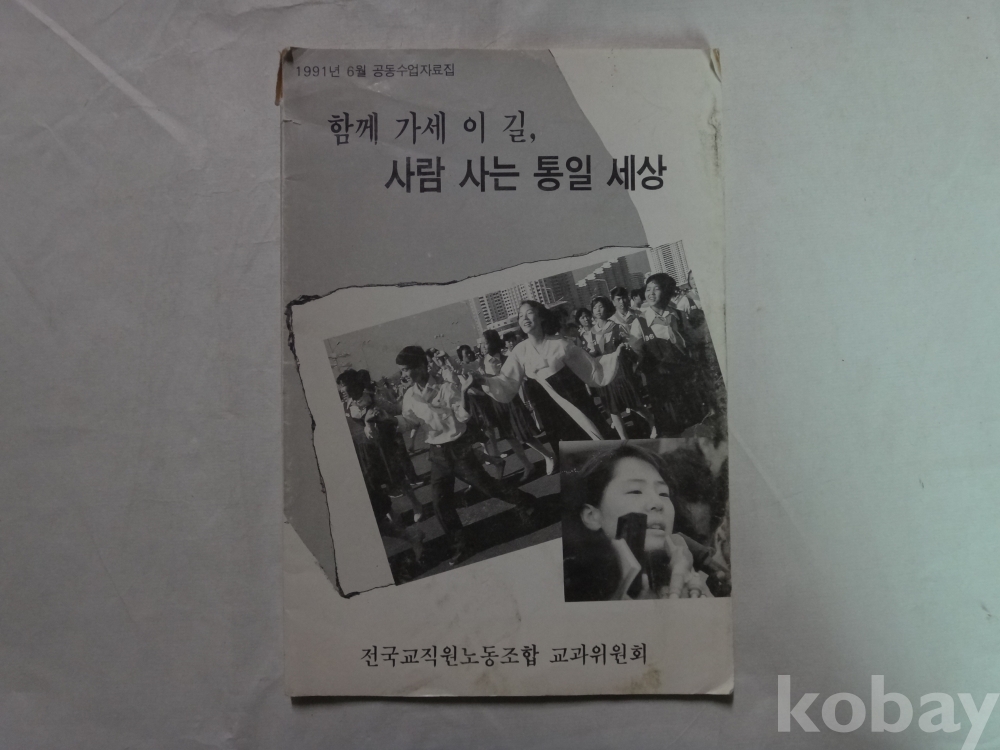 1991년 6월 공동수업자료집
함께 가세 이 길,
사람 사는 통일 세상
전국교직원노동조합 교과위원회
kobay